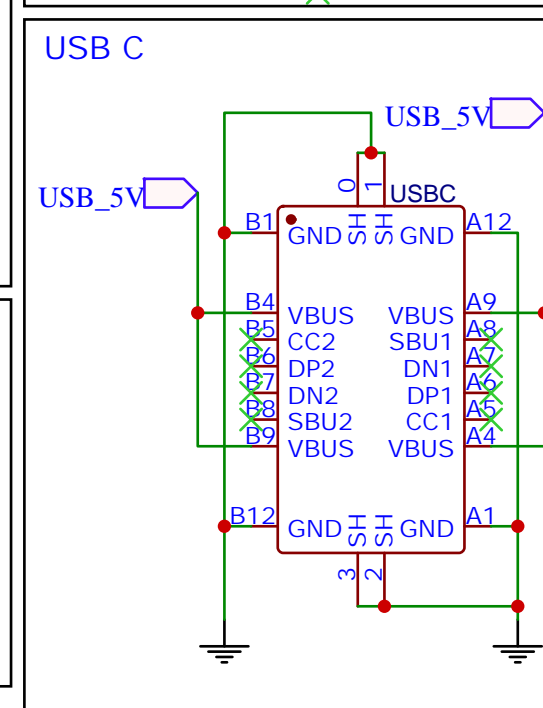 USB C
USB_5V
USB_5V
0
1
USBC
B1
GND
SH
SH
GND
A12
B4
VBUS
VBUS
A9
B5
CC2
SBU1
A8
B6
DP2
DN1
A7
B7
DN2
DP1
A6
B8
SBU2
CC1
A5
B9
VBUS
VBUS
A4
B12
GND
SH
SH
GND
A1
3
2